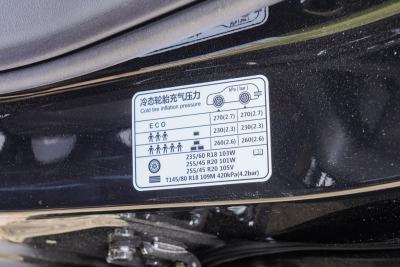 冷态轮胎充气压力
Cold tire inflation pressure
kPa (bar)
ECO 270(2.7) 270(2.7)
230(2.3) 230(2.3)
260(2.6) 260(2.6)
235/60 R18 103W
255/45 R20 101W
255/45 R20 105V
T145/80 R18 109M 420kPa(4.2bar)